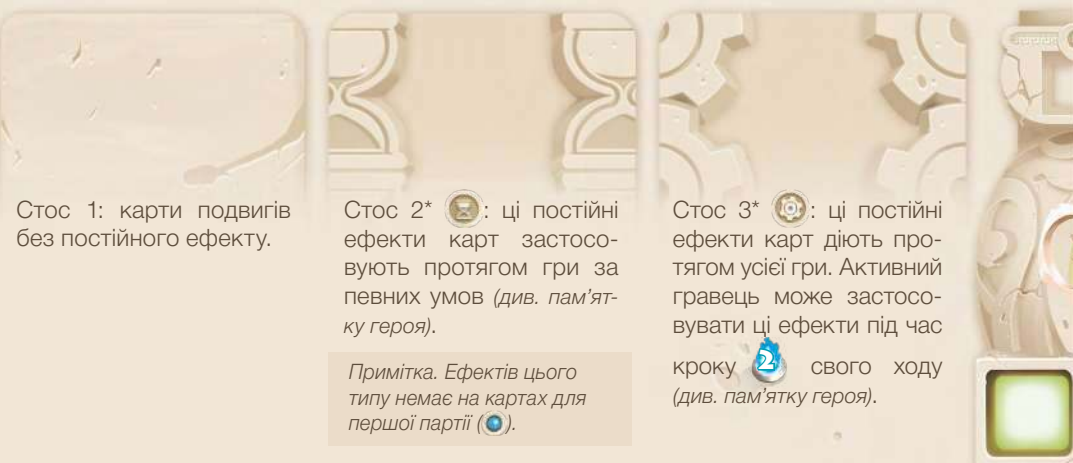 Стос 1: карти подвигів
без постійного ефекту.
Стос 2* : ці постійні
ефекти карт застосо-
вують протягом гри за
певних умов (див. пам'ят-
ку героя).
Примітка. Ефектів цього
типу немає на картах для
першої партії ( ).
Стос 3* : ці постійні
ефекти карт діють про-
тягом усієї гри. Активний
гравець може застосо-
вувати ці ефекти під час
кроку 2 свого ходу
(див. пам'ятку героя).